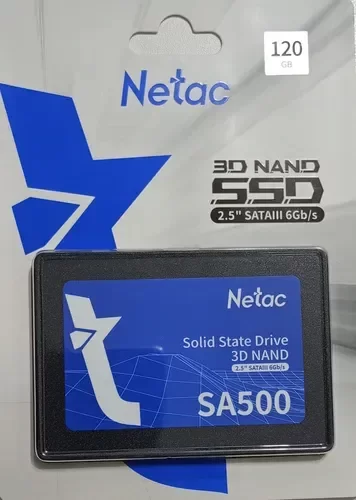 120
GB
Netac
3D NAND
SSD
2.5" SATAIII 6Gb/s
Netac
Solid State Drive
3D NAND
2.5" SATAIII 6Gb/s
SA500